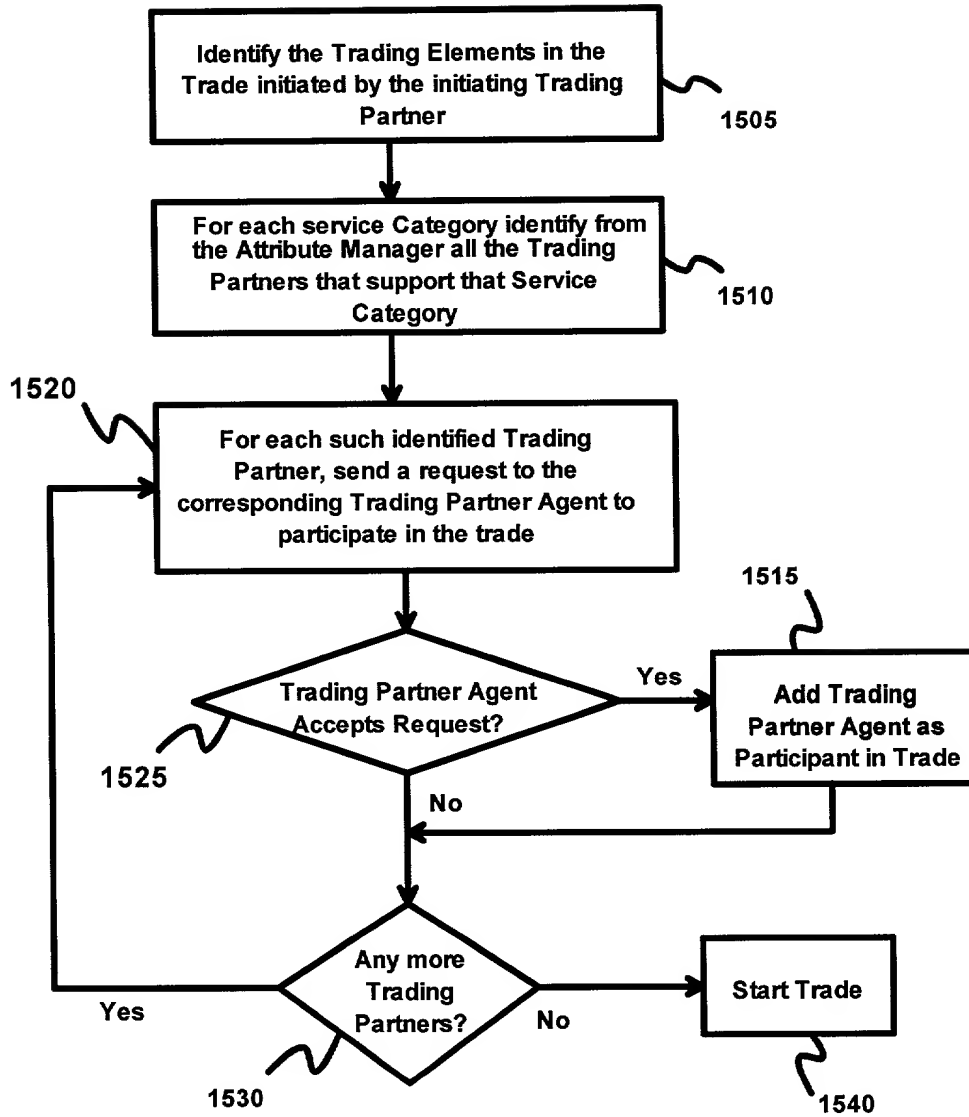 Identify the Trading Elements in the
Trade initiated by the initiating Trading
Partner
1505
For each service Category identify from
the Attribute Manager all the Trading
Partners that support that Service
Category
1510
1520
For each such identified Trading
Partner, send a request to the
corresponding Trading Partner Agent to
participate in the trade
1515
Trading Partner Agent
Accepts Request?
Yes
Add Trading
Partner Agent as
Participant in Trade
1525
No
Any more
Trading
Partners?
Yes
No
Start Trade
1530
1540